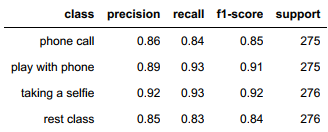 class precision recall f1-score support
phone call 0.86 0.84 0.85 275
play with phone 0.89 0.93 0.91 275
taking a selfie 0.92 0.93 0.92 276
rest class 0.85 0.83 0.84 276